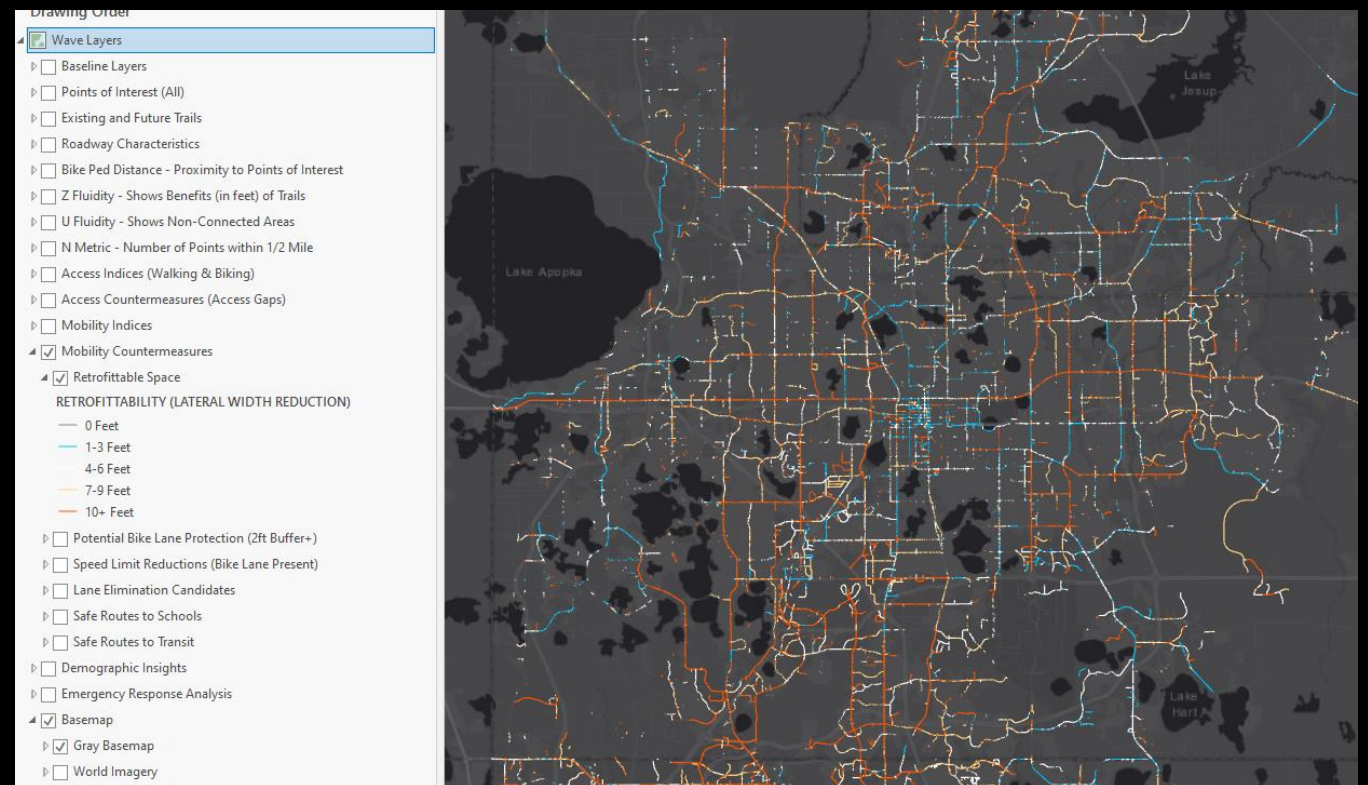 Drawing Order
Wave Layers
Baseline Layers
Points of Interest (All)
Existing and Future Trails
Roadway Characteristics
Bike Ped Distance - Proximity to Points of Interest
Z Fluidity - Shows Benefits (in feet) of Trails
U Fluidity - Shows Non-Connected Areas
N Metric - Number of Points within 1/2 Mile
Access Indices (Walking & Biking)
Access Countermeasures (Access Gaps)
Mobility Indices
Mobility Countermeasures
Retrofittable Space
RETROFITTABILITY (LATERAL WIDTH REDUCTION)
0 Feet
1-3 Feet
4-6 Feet
7-9 Feet
10+ Feet
Potential Bike Lane Protection (2ft Buffer+)
Speed Limit Reductions (Bike Lane Present)
Lane Elimination Candidates
Safe Routes to Schools
Safe Routes to Transit
Demographic Insights
Emergency Response Analysis
Basemap
Gray Basemap
World Imagery
Lake
Jesup
Lake Apopka
Lake
Hart